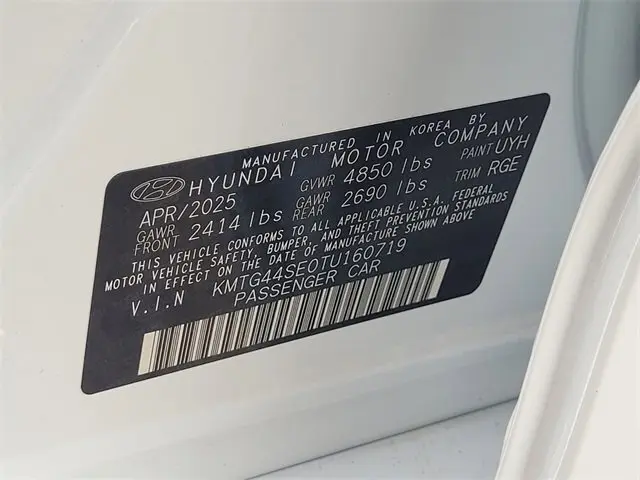 MANUFACTURED IN KOREA BY
HYUNDAI MOTOR COMPANY
APR/2025 GVWR 4850 lbs PAINT UYH
GAWR FRONT 2414 lbs GAWR REAR 2690 lbs TRIM RGE
THIS VEHICLE CONFORMS TO ALL APPLICABLE U.S.A. FEDERAL
MOTOR VEHICLE SAFETY, BUMPER, AND THEFT PREVENTION STANDARDS
IN EFFECT ON THE DATE OF MANUFACTURE SHOWN ABOVE
V.I.N KMTG44SE0TU160719
PASSENGER CAR